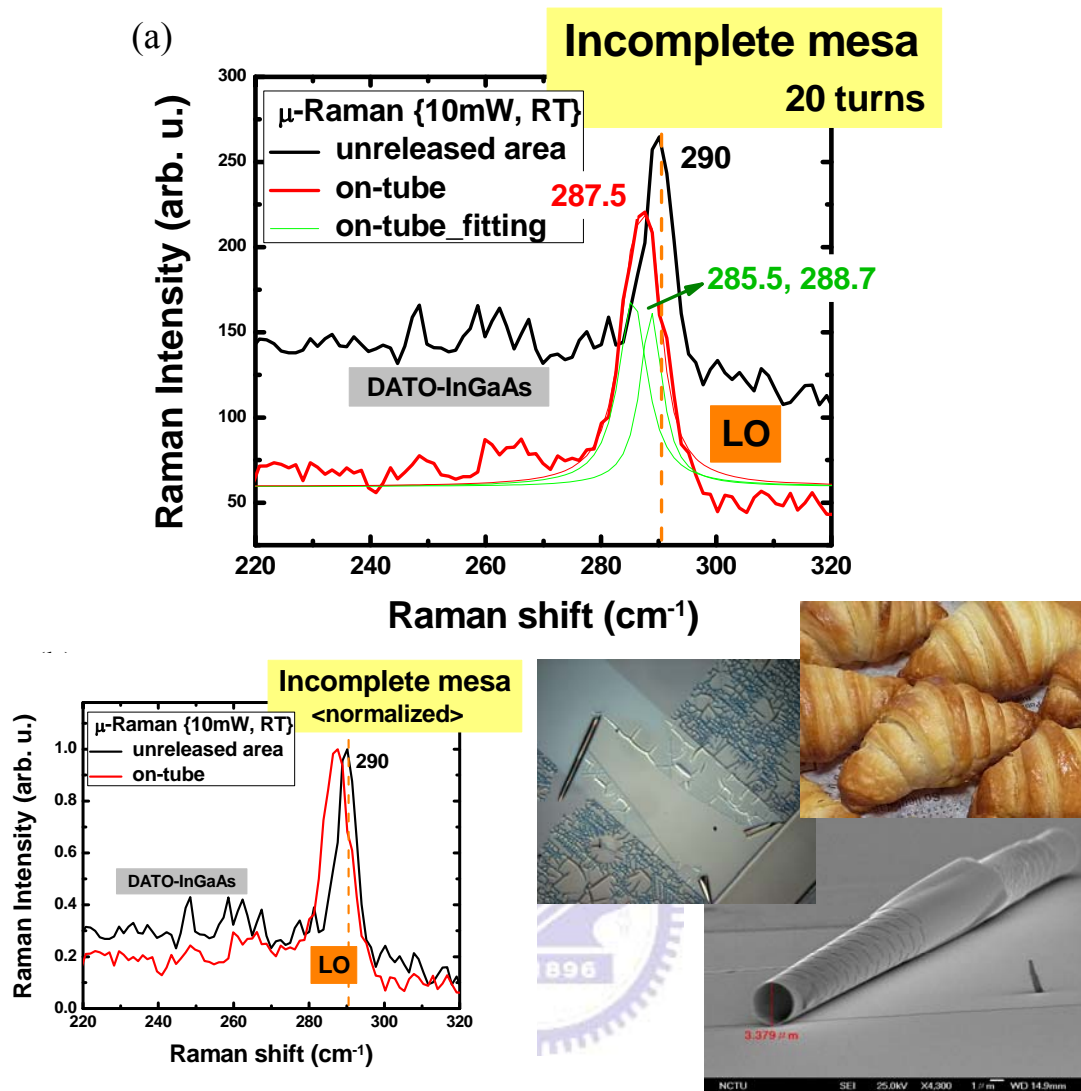 (a)
Incomplete mesa
20 turns
μ-Raman {10mW, RT}
unreleased area
on-tube
on-tube_fitting
290
287.5
285.5, 288.7
DATO-InGaAs
LO
300
250
200
150
100
50
220 240 260 280 300 320
Raman Intensity (arb. u.)
Raman shift (cm⁻¹)
Incomplete mesa
<normalized>
μ-Raman {10mW, RT}
unreleased area
on-tube
290
DATO-InGaAs
LO
1.0
0.8
0.6
0.4
0.2
0.0
220 240 260 280 300 320
Raman Intensity (arb. u.)
Raman shift (cm⁻¹)
1896
3.379μm
NCTU SEI 25.0kV X4,300 1μm WD 14.9mm